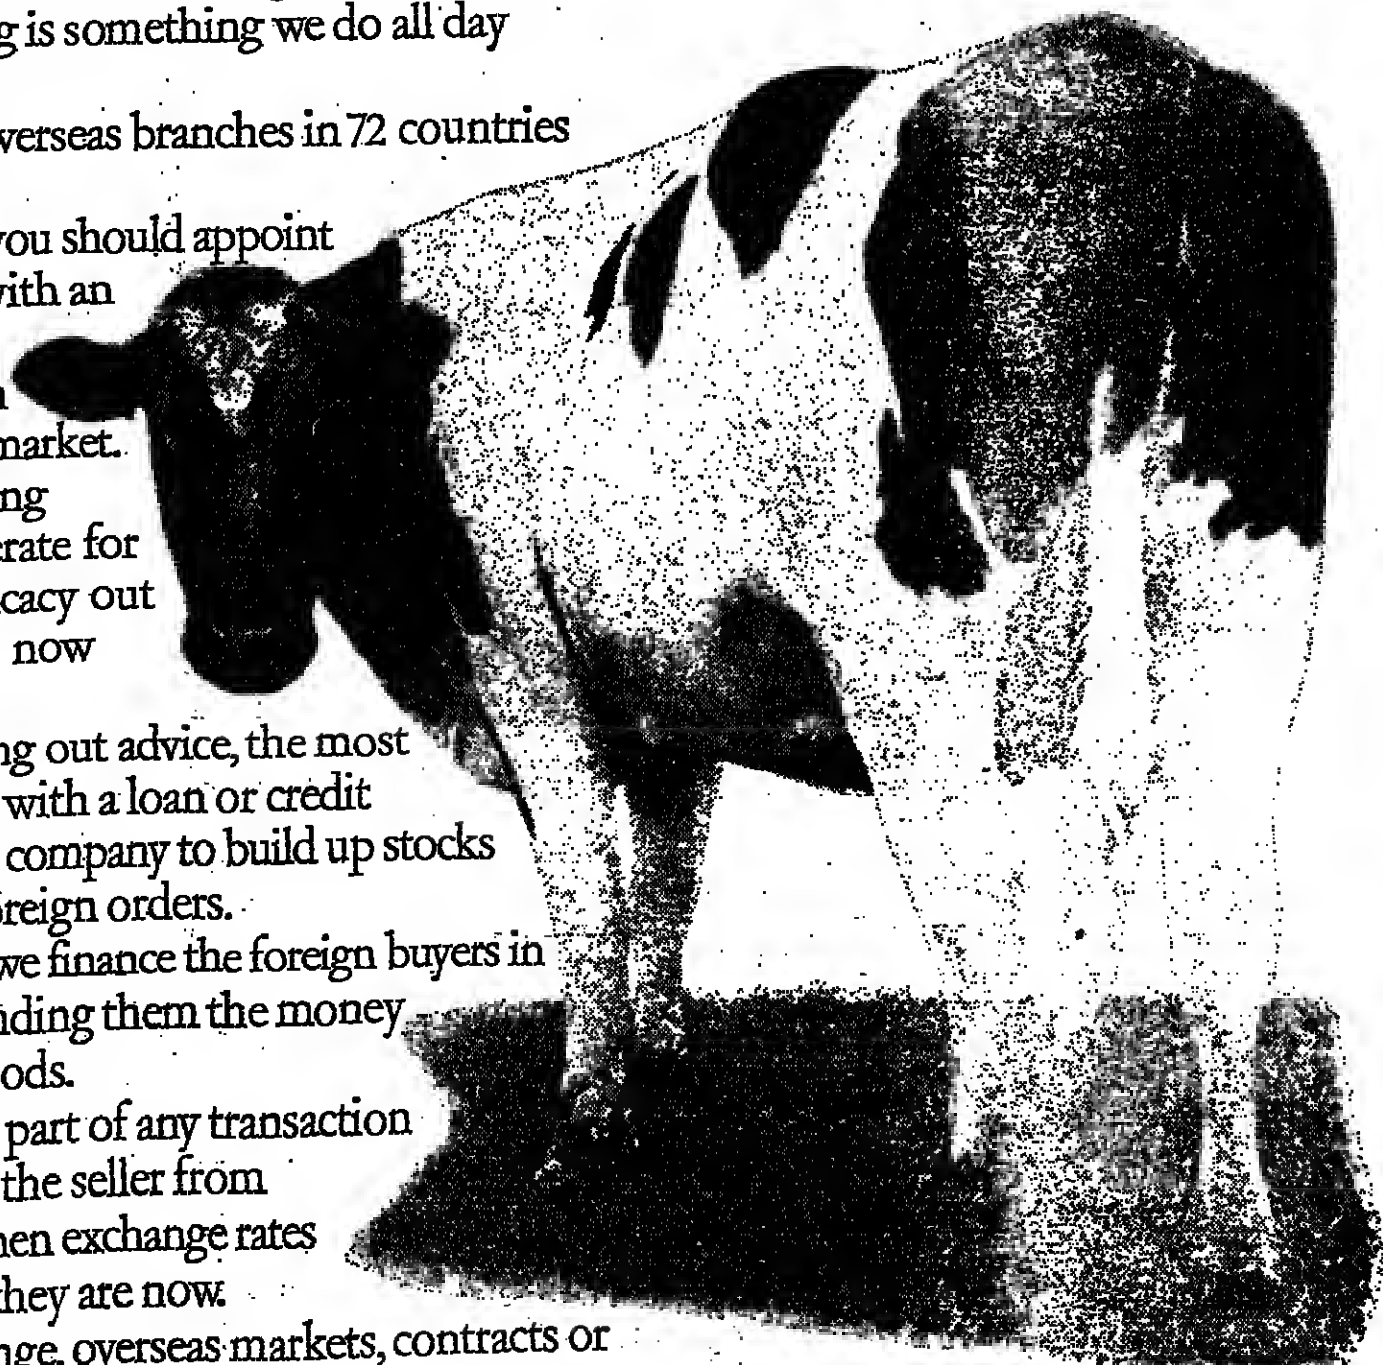 g is something we do all day
verseas branches in 72 countries
you should appoint
with an
n
market.
ng
rate for
cacy out
now
ng out advice, the most
with a loan or credit
company to build up stocks
reign orders.
we finance the foreign buyers in
nding them the money
ods.
part of any transaction
the seller from
hen exchange rates
they are now.
nge, overseas markets, contracts or